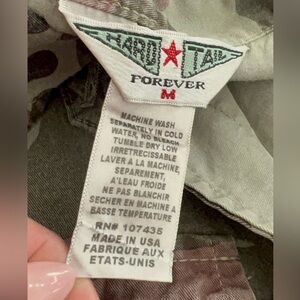 HARD TAIL
FOREVER
M
MACHINE WASH
SEPARATELY IN COLD
WATER, NO BLEACH
TUMBLE DRY LOW
IRRETRECISSABLE
LAVER A LA MACHINE
SEPARAMENT,
A'LEAU FROIDE
NE PAS BLANCHIR
SECHER EN MACHINE A
BASSE TEMPERATURE
RN# 107435
MADE IN USA
FABRIQUE AUX
ETATS-UNIS